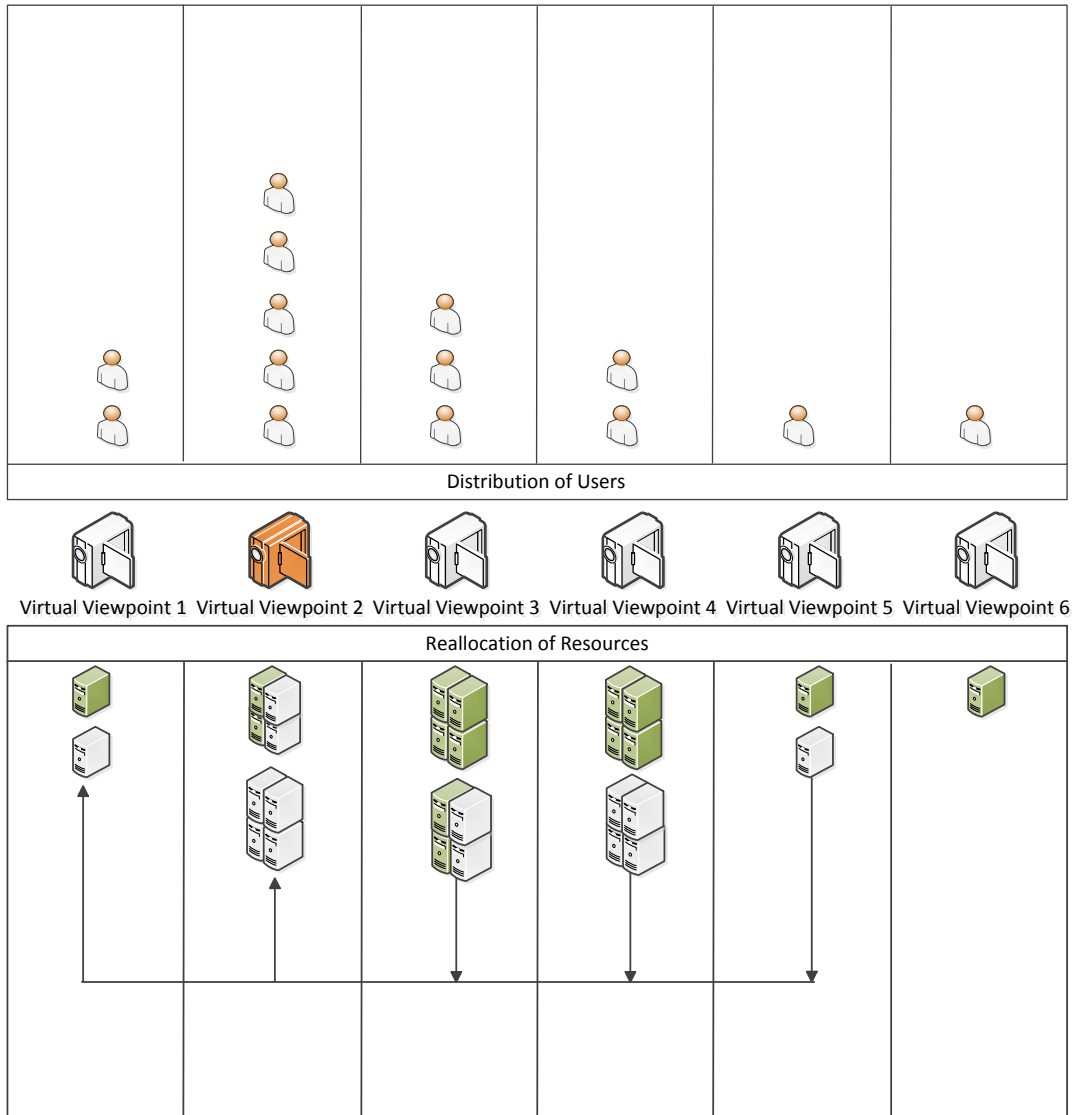 Distribution of Users
Virtual Viewpoint 1 Virtual Viewpoint 2 Virtual Viewpoint 3 Virtual Viewpoint 4 Virtual Viewpoint 5 Virtual Viewpoint 6
Reallocation of Resources